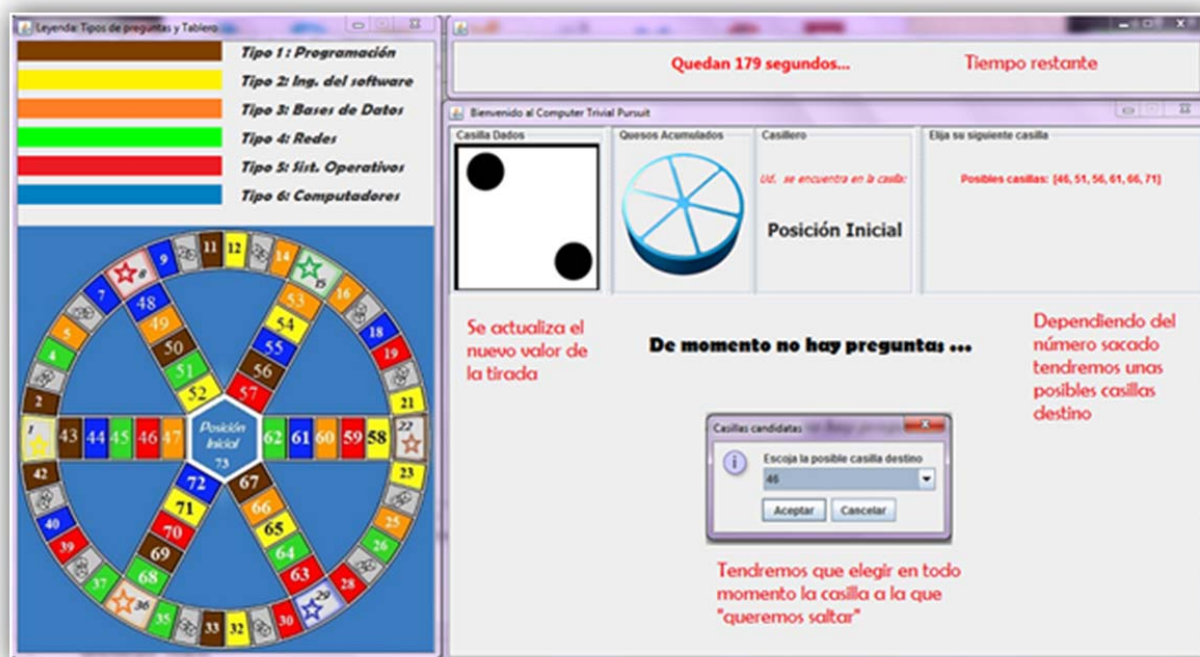 Leyenda: Tipos de preguntas y Tablero
Tipo 1 : Programación
Tipo 2: Ing. del software
Tipo 3: Bases de Datos
Tipo 4: Redes
Tipo 5: Sist. Operativos
Tipo 6: Computadores
11 12
9 14
8 15
7 16
48 53
5 49 54 18
50 55
4 51 56 19
52 57
2 21
1 43 44 45 46 47 Posición Inicial 73 62 61 60 59 58 22
42 23
72 67
40 71 66 25
39 70 65 26
69 64
37 68 63 28
36 29
35 33 32 30
Quedan 179 segundos...
Tiempo restante
Bienvenido al Computer Trivial Pursuit
Casilla Dados
Quesos Acumulados
Casillero
Elija su siguiente casilla
Ud. se encuentra en la casilla:
Posibles casillas: [46, 51, 56, 61, 66, 71]
Posición Inicial
Se actualiza el
nuevo valor de
la tirada
De momento no hay preguntas ...
Dependiendo del
número sacado
tendremos unas
posibles casillas
destino
Casillas candidatas
Escoja la posible casilla destino
46
Aceptar
Cancelar
Tendremos que elegir en todo
momento la casilla a la que
"queremos saltar"